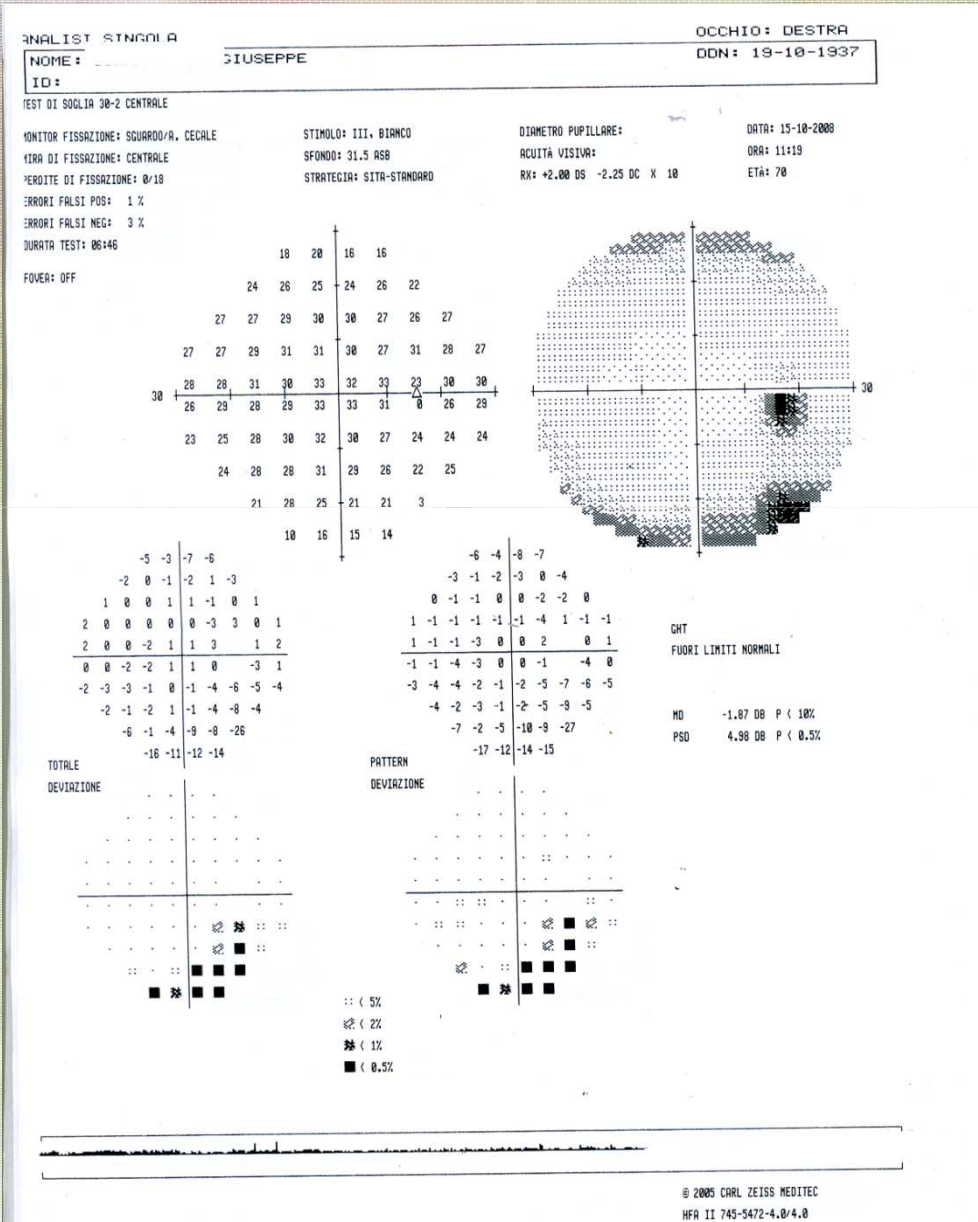 ANALISI SINGOLA
OCCHIO: DESTRA
NOME: GIUSEPPE
DDN: 19-10-1937
ID:
TEST DI SOGLIA 30-2 CENTRALE
MONITOR FISSAZIONE: SGUARDO/A. CECALE
STIMOLO: III, BIANCO
DIAMETRO PUPILLARE:
DATA: 15-10-2008
MIRA DI FISSAZIONE: CENTRALE
SFONDO: 31.5 ASB
ACUITÀ VISIVA:
ORA: 11:19
PERDITE DI FISSAZIONE: 0/18
STRATEGIA: SITA-STANDARD
RX: +2.00 DS -2.25 DC X 10
ETÀ: 70
ERRORI FALSI POS: 1 %
ERRORI FALSI NEG: 3 %
DURATA TEST: 06:46
FOVEA: OFF
18 20 16 16
24 26 25 24 26 22
27 27 29 30 30 27 26 27
27 27 29 31 31 30 27 31 28 27
28 28 31 30 33 32 33 23 30 30
30
30
26 29 28 29 33 33 31 0 26 29
23 25 28 30 32 30 27 24 24 24
24 28 28 31 29 26 22 25
21 28 25 21 21 3
10 16 15 14
-5 -3 -7 -6
-2 0 -1 -2 1 -3
1 0 0 1 1 -1 0 1
2 0 0 0 0 0 -3 3 0 1
2 0 0 -2 1 1 3 1 2
0 0 -2 -2 1 1 0 -3 1
-2 -3 -3 -1 0 -1 -4 -6 -5 -4
-2 -1 -2 1 -1 -4 -8 -4
-6 -1 -4 -9 -8 -26
-16 -11 -12 -14
TOTALE
DEVIAZIONE
-6 -4 -8 -7
-3 -1 -2 -3 0 -4
0 -1 -1 0 0 -2 -2 0
1 -1 -1 -1 -1 -1 -4 1 -1 -1
1 -1 -1 -3 0 0 2 0 1
-1 -1 -4 -3 0 0 -1 -4 0
-3 -4 -4 -2 -1 -2 -5 -7 -6 -5
-4 -2 -3 -1 -2 -5 -9 -5
-7 -2 -5 -10 -9 -27
-17 -12 -14 -15
PATTERN
DEVIAZIONE
GHT
FUORI LIMITI NORMALI
MD -1.87 DB P < 10%
PSD 4.98 DB P < 0.5%
:: < 5%
< 2%
< 1%
■ < 0.5%
© 2005 CARL ZEISS MEDITEC
HFA II 745-5472-4.0/4.0